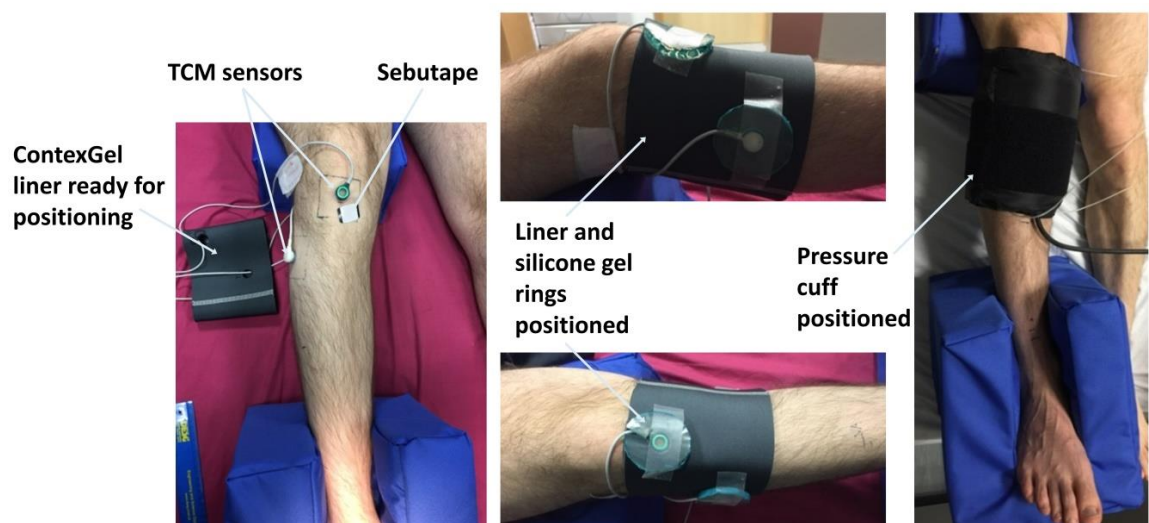 TCM sensors
Sebutape
ContexGel
liner ready for
positioning
Liner and
silicone gel
rings
positioned
Pressure
cuff
positioned